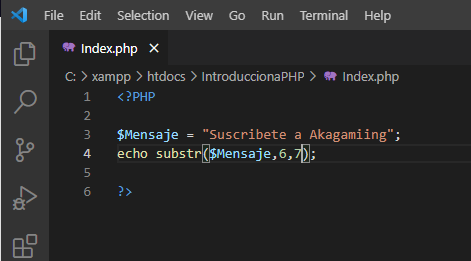 File Edit Selection View Go Run Terminal Help
Index.php ×
C: > xampp > htdocs > IntroduccionaPHP > Index.php
1 <?PHP
2
3 $Mensaje = "Suscribete a Akagamiing";
4 echo substr($Mensaje,6,7);
5
6 ?>